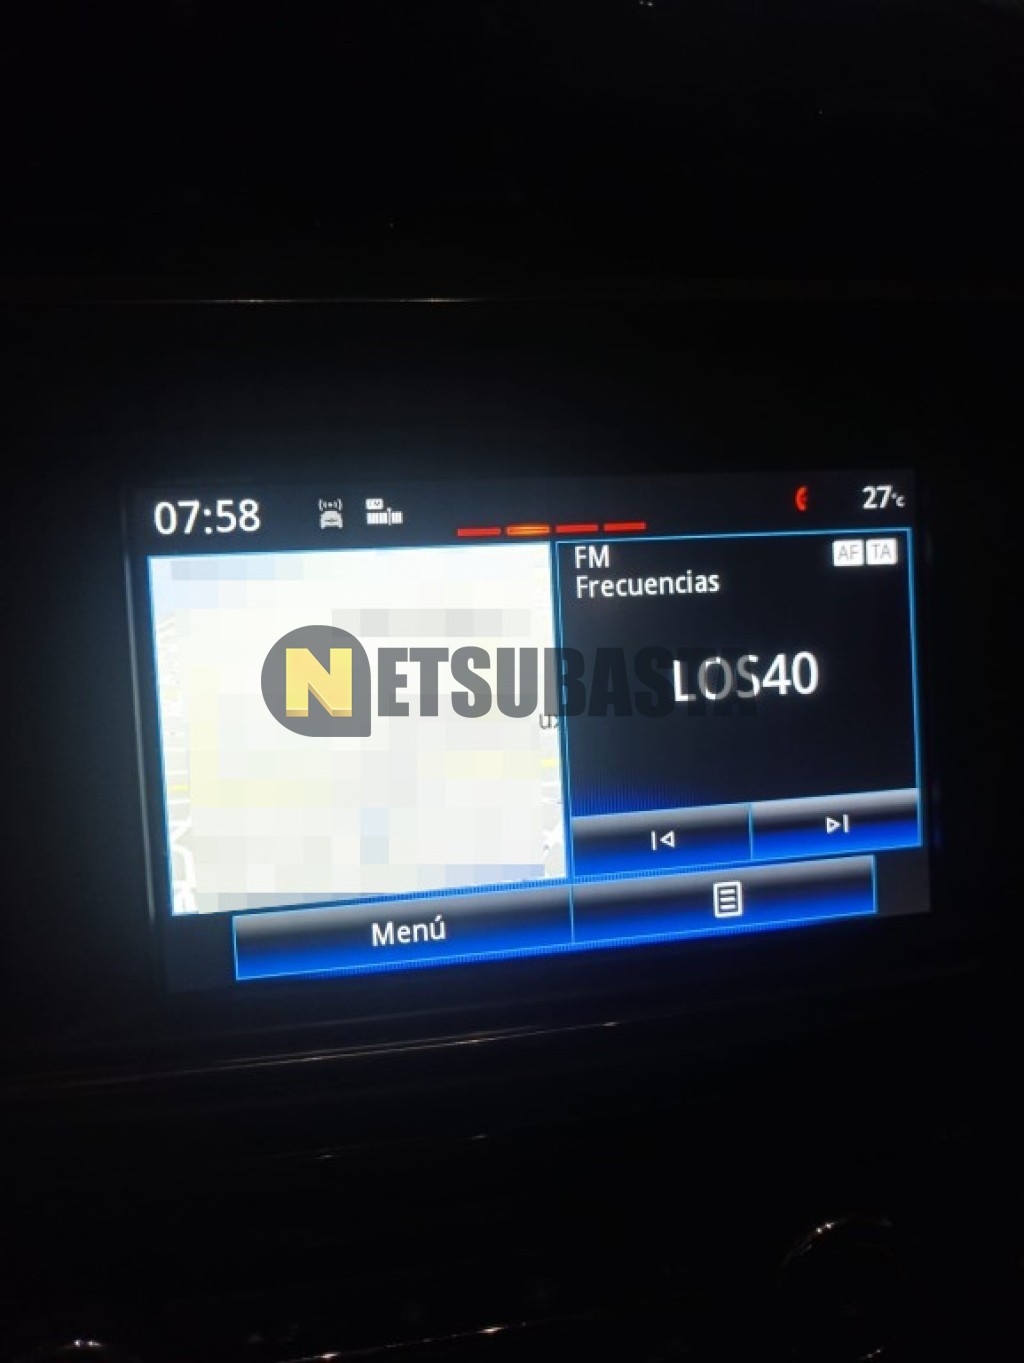 07:58
27°C
FM
AF TA
Frecuencias
NETSUBASTA
LOS40
Menú